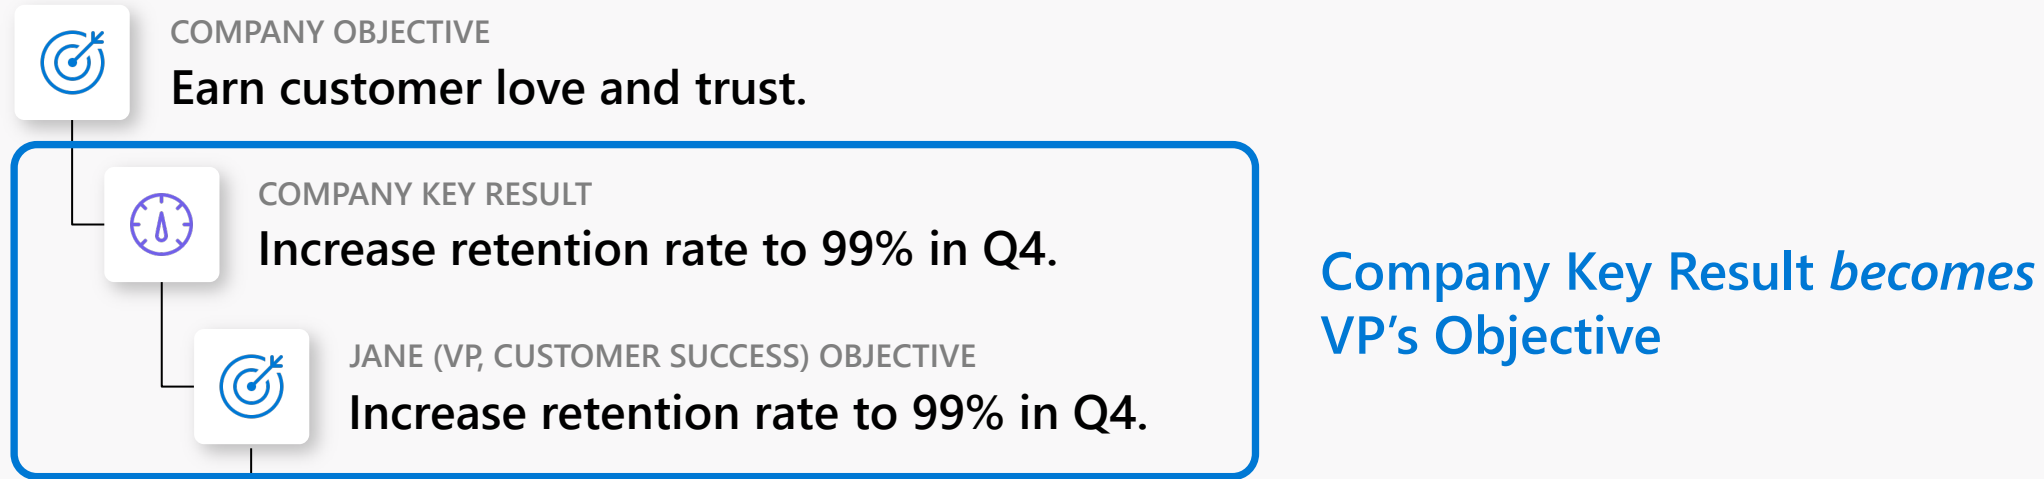 COMPANY OBJECTIVE
Earn customer love and trust.
COMPANY KEY RESULT
Increase retention rate to 99% in Q4.
JANE (VP, CUSTOMER SUCCESS) OBJECTIVE
Increase retention rate to 99% in Q4.
Company Key Result becomes
VP’s Objective